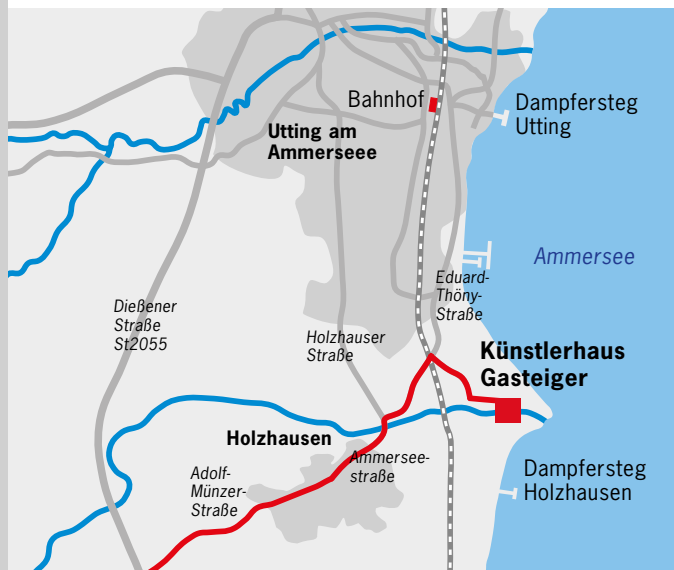 Bahnhof
Dampfersteg
Utting
Utting am
Ammerseee
Ammersee
Eduard-
Thöny-
Straße
Dießener
Straße
St2055
Holzhauser
Straße
Künstlerhaus
Gasteiger
Holzhausen
Ammersee-
straße
Adolf-
Münzer-
Straße
Dampfersteg
Holzhausen